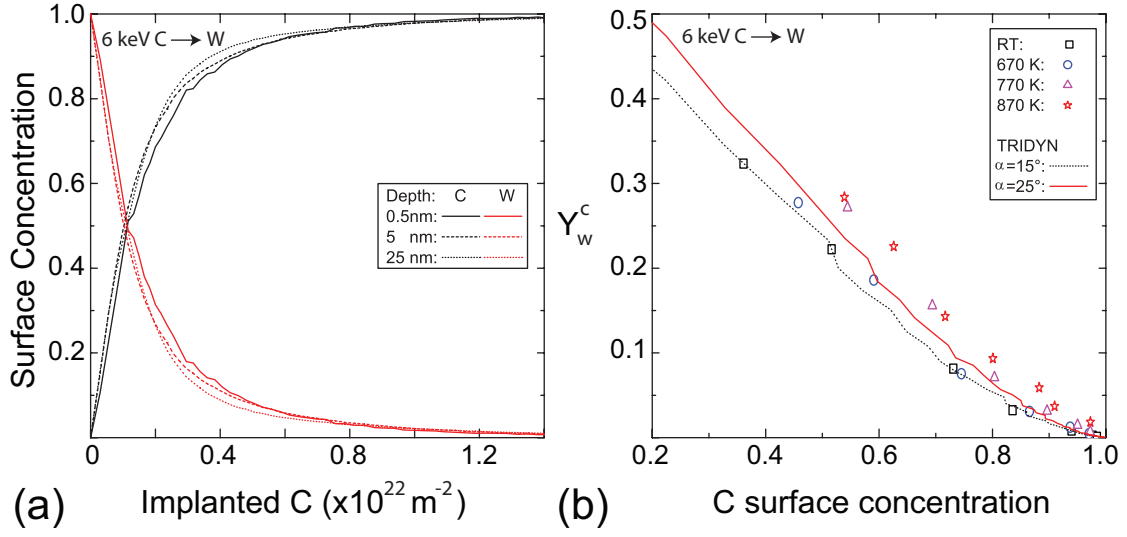 6 keV C → W
Surface Concentration
1.0
0.8
0.6
0.4
0.2
0
0.4
0.8
1.2
Depth: C W
0.5nm:
5 nm:
25 nm:
(a)
Implanted C (x10²² m⁻²)
6 keV C → W
Y_w^c
0.5
0.4
0.3
0.2
0.1
0.2
0.4
0.6
0.8
1.0
RT:
670 K:
770 K:
870 K:
TRIDYN
α=15°:
α=25°:
(b)
C surface concentration